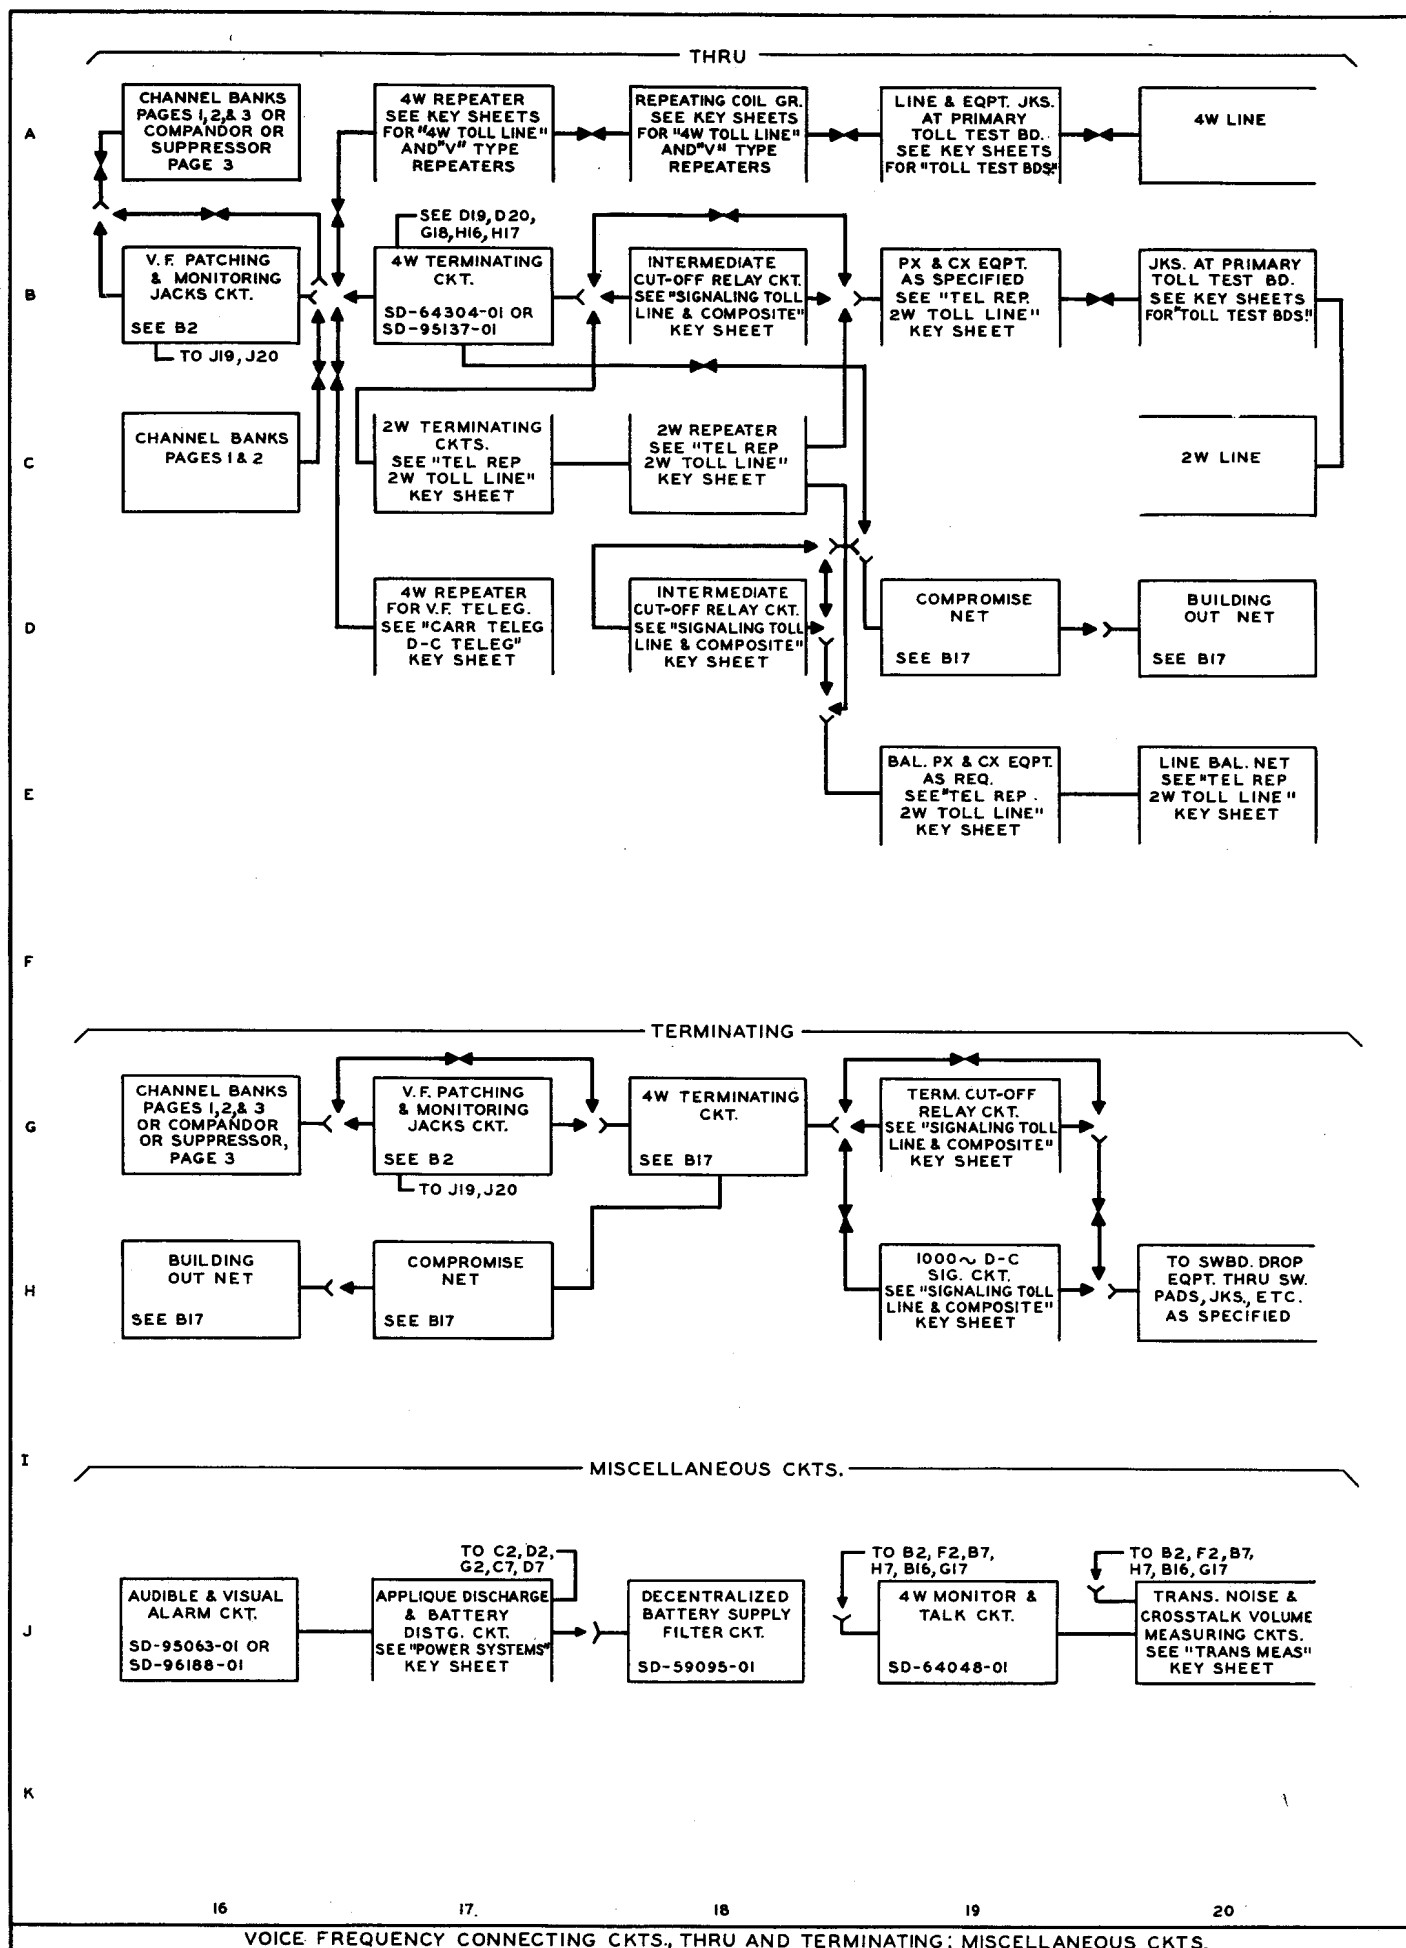 THRU
A
CHANNEL BANKS
PAGES 1,2,& 3 OR
COMPANDOR OR
SUPPRESSOR
PAGE 3
4W REPEATER
SEE KEY SHEETS
FOR "4W TOLL LINE"
AND "V" TYPE
REPEATERS
REPEATING COIL GR.
SEE KEY SHEETS
FOR "4W TOLL LINE"
AND "V" TYPE
REPEATERS
LINE & EQPT. JKS.
AT PRIMARY
TOLL TEST BD.
SEE KEY SHEETS
FOR "TOLL TEST BDS."
4W LINE
SEE D19, D20,
G18, H16, H17
B
V.F. PATCHING
& MONITORING
JACKS CKT.
SEE B2
TO J19, J20
4W TERMINATING
CKT.
SD-64304-01 OR
SD-95137-01
INTERMEDIATE
CUT-OFF RELAY CKT.
SEE "SIGNALING TOLL
LINE & COMPOSITE"
KEY SHEET
PX & CX EQPT.
AS SPECIFIED
SEE "TEL REP.
2W TOLL LINE"
KEY SHEET
JKS. AT PRIMARY
TOLL TEST BD.
SEE KEY SHEETS
FOR "TOLL TEST BDS."
C
CHANNEL BANKS
PAGES 1 & 2
2W TERMINATING
CKTS.
SEE "TEL REP
2W TOLL LINE"
KEY SHEET
2W REPEATER
SEE "TEL REP
2W TOLL LINE"
KEY SHEET
2W LINE
D
4W REPEATER
FOR V.F. TELEG.
SEE "CARR TELEG
D-C TELEG"
KEY SHEET
INTERMEDIATE
CUT-OFF RELAY CKT.
SEE "SIGNALING TOLL
LINE & COMPOSITE"
KEY SHEET
COMPROMISE
NET
SEE B17
BUILDING
OUT NET
SEE B17
E
BAL. PX & CX EQPT.
AS REQ.
SEE "TEL REP.
2W TOLL LINE"
KEY SHEET
LINE BAL. NET
SEE "TEL REP
2W TOLL LINE"
KEY SHEET
F
TERMINATING
G
CHANNEL BANKS
PAGES 1,2,& 3
OR COMPANDOR
OR SUPPRESSOR,
PAGE 3
V.F. PATCHING
& MONITORING
JACKS CKT.
SEE B2
TO J19, J20
4W TERMINATING
CKT.
SEE B17
TERM. CUT-OFF
RELAY CKT.
SEE "SIGNALING TOLL
LINE & COMPOSITE"
KEY SHEET
H
BUILDING
OUT NET
SEE B17
COMPROMISE
NET
SEE B17
1000~ D-C
SIG. CKT.
SEE "SIGNALING TOLL
LINE & COMPOSITE"
KEY SHEET
TO SWBD. DROP
EQPT. THRU SW.
PADS, JKS., ETC.
AS SPECIFIED
I
MISCELLANEOUS CKTS.
TO C2, D2,
G2, C7, D7
TO B2, F2, B7,
H7, B16, G17
TO B2, F2, B7,
H7, B16, G17
J
AUDIBLE & VISUAL
ALARM CKT.
SD-95063-01 OR
SD-96188-01
APPLIQUE DISCHARGE
& BATTERY
DISTG. CKT.
SEE "POWER SYSTEMS"
KEY SHEET
DECENTRALIZED
BATTERY SUPPLY
FILTER CKT.
SD-59095-01
4W MONITOR &
TALK CKT.
SD-64048-01
TRANS. NOISE &
CROSSTALK VOLUME
MEASURING CKTS.
SEE "TRANS MEAS"
KEY SHEET
K
16 17. 18 19 20
VOICE FREQUENCY CONNECTING CKTS., THRU AND TERMINATING; MISCELLANEOUS CKTS.